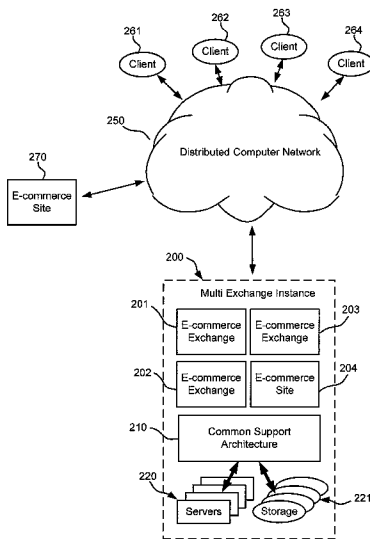 261
262
263
264
Client
Client
Client
Client
250
Distributed Computer Network
270
E-commerce
Site
200
Multi Exchange Instance
201
E-commerce
Exchange
E-commerce
Exchange
203
202
E-commerce
Exchange
E-commerce
Site
204
210
Common Support
Architecture
220
Servers
Storage
221